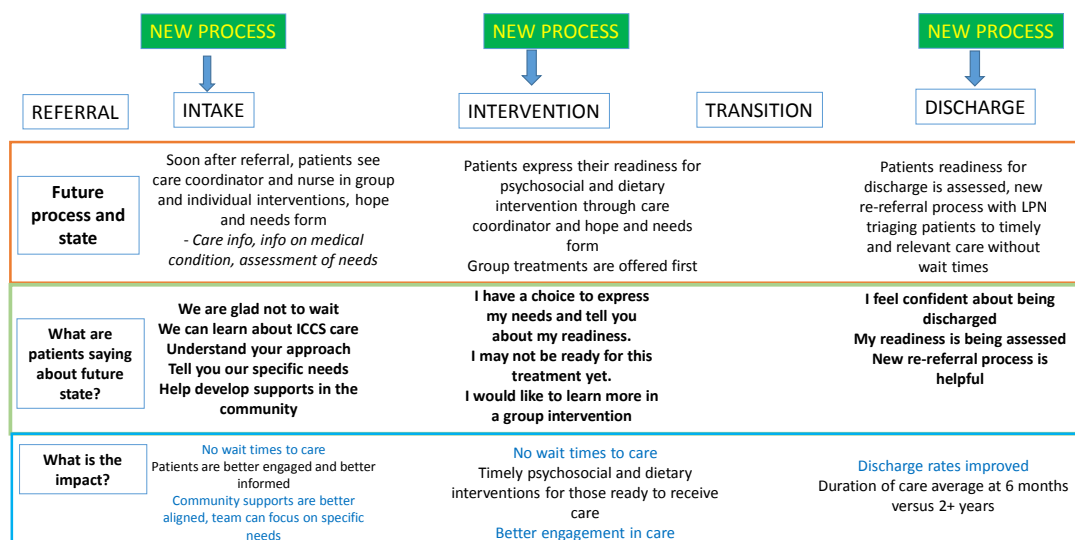 NEW PROCESS
NEW PROCESS
NEW PROCESS
REFERRAL
INTAKE
INTERVENTION
TRANSITION
DISCHARGE
Future
process and
state
Soon after referral, patients see
care coordinator and nurse in group
and individual interventions, hope
and needs form
- Care info, info on medical
condition, assessment of needs
Patients express their readiness for
psychosocial and dietary
intervention through care
coordinator and hope and needs
form
Group treatments are offered first
Patients readiness for
discharge is assessed, new
re-referral process with LPN
triaging patients to timely
and relevant care without
wait times
What are
patients saying
about future
state?
We are glad not to wait
We can learn about ICCS care
Understand your approach
Tell you our specific needs
Help develop supports in the
community
I have a choice to express
my needs and tell you
about my readiness.
I may not be ready for this
treatment yet.
I would like to learn more in
a group intervention
I feel confident about being
discharged
My readiness is being assessed
New re-referral process is
helpful
What is the
impact?
No wait times to care
Patients are better engaged and better
informed
Community supports are better
aligned, team can focus on specific
needs
No wait times to care
Timely psychosocial and dietary
interventions for those ready to receive
care
Better engagement in care
Discharge rates improved
Duration of care average at 6 months
versus 2+ years